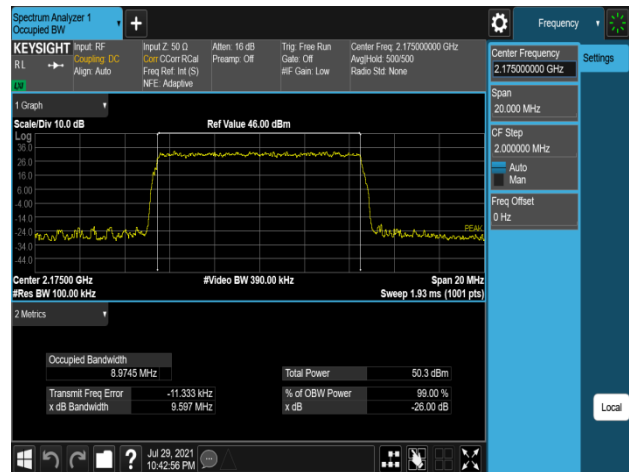 Spectrum Analyzer 1
Occupied BW
+
Frequency
KEYSIGHT
RL
LW
Input: RF
Coupling: DC
Align: Auto
Input Z: 50 Ω
Corr CCorr RCal
Freq Ref: Int (S)
NFE: Adaptive
Atten: 16 dB
Preamp: Off
Trig: Free Run
Gate: Off
#IF Gain: Low
Center Freq: 2.175000000 GHz
Avg|Hold: 500/500
Radio Std: None
Center Frequency
2.175000000 GHz
Settings
Span
20.000 MHz
CF Step
2.000000 MHz
Auto
Man
Freq Offset
0 Hz
1 Graph
Scale/Div 10.0 dB
Ref Value 46.00 dBm
Log
36.0
26.0
16.0
6.00
-4.00
-14.0
-24.0
-34.0
-44.0
PEAK
Center 2.17500 GHz
#Video BW 390.00 kHz
Span 20 MHz
#Res BW 100.00 kHz
Sweep 1.93 ms (1001 pts)
2 Metrics
Occupied Bandwidth
8.9745 MHz
Total Power 50.3 dBm
Transmit Freq Error -11.333 kHz
% of OBW Power 99.00 %
x dB Bandwidth 9.597 MHz
x dB -26.00 dB
Local
?
Jul 29, 2021
10:42:56 PM